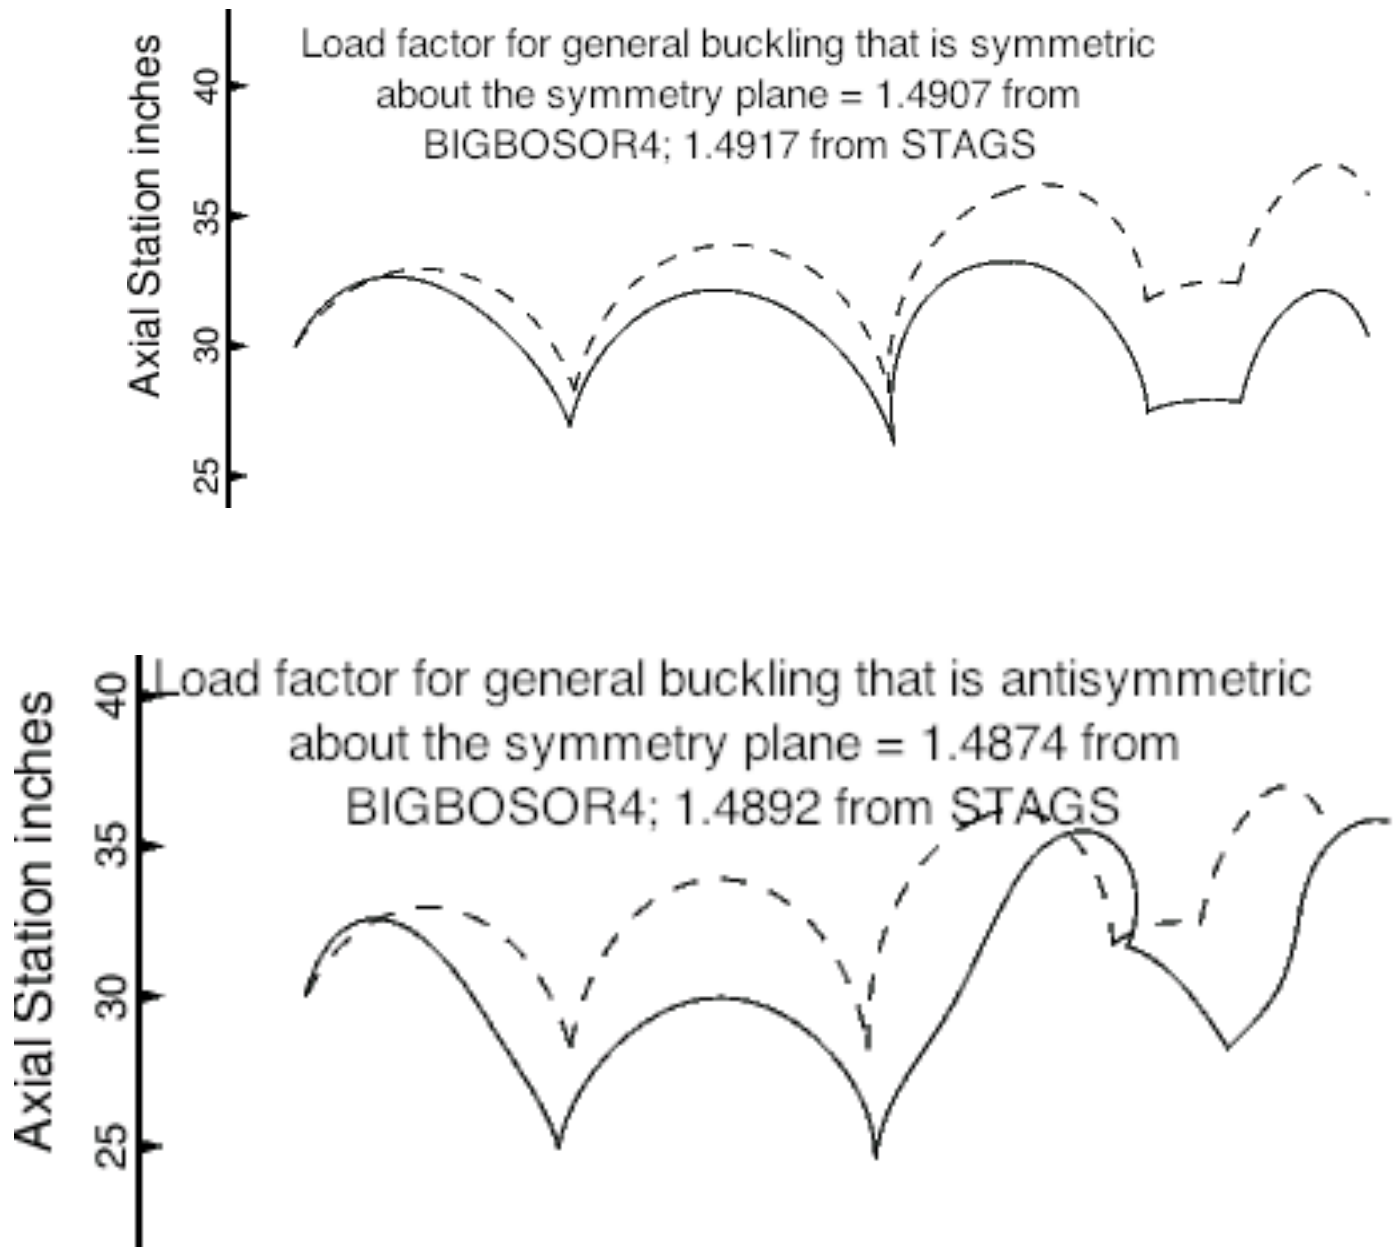 Load factor for general buckling that is symmetric
about the symmetry plane = 1.4907 from
BIGBOSOR4; 1.4917 from STAGS
Axial Station inches
40
35
30
25
Load factor for general buckling that is antisymmetric
about the symmetry plane = 1.4874 from
BIGBOSOR4; 1.4892 from STAGS
Axial Station inches
40
35
30
25